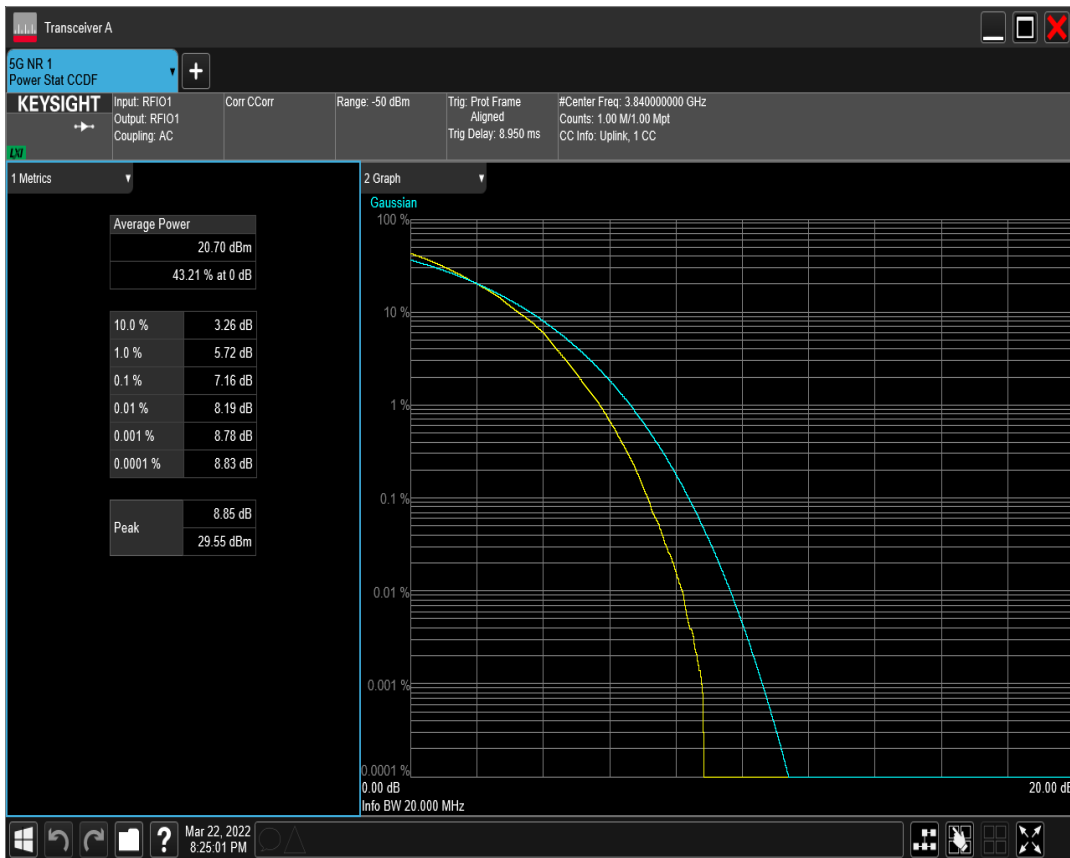 Transceiver A
5G NR 1
Power Stat CCDF
KEYSIGHT
LXI
Input: RFIO1
Output: RFIO1
Coupling: AC
Corr CCorr
Range: -50 dBm
Trig: Prot Frame
Aligned
Trig Delay: 8.950 ms
#Center Freq: 3.840000000 GHz
Counts: 1.00 M/1.00 Mpt
CC Info: Uplink, 1 CC
1 Metrics
Average Power
20.70 dBm
43.21 % at 0 dB
10.0 % 3.26 dB
1.0 % 5.72 dB
0.1 % 7.16 dB
0.01 % 8.19 dB
0.001 % 8.78 dB
0.0001 % 8.83 dB
Peak
8.85 dB
29.55 dBm
2 Graph
Gaussian
100 %
10 %
1 %
0.1 %
0.01 %
0.001 %
0.0001 %
0.00 dB
20.00 dB
Info BW 20.000 MHz
?
Mar 22, 2022
8:25:01 PM